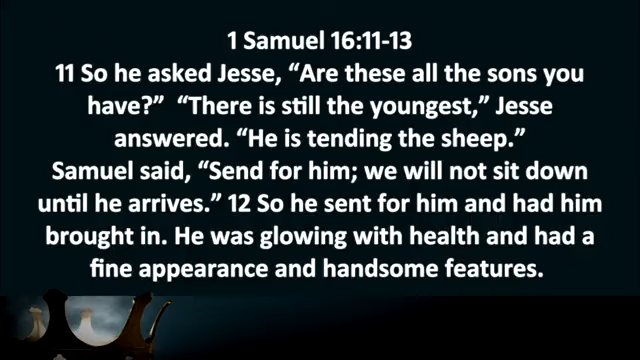 1 Samuel 16:11-13
11 So he asked Jesse, “Are these all the sons you
have?”  “There is still the youngest,” Jesse
answered. “He is tending the sheep.”
Samuel said, “Send for him; we will not sit down
until he arrives.” 12 So he sent for him and had him
brought in. He was glowing with health and had a
fine appearance and handsome features.